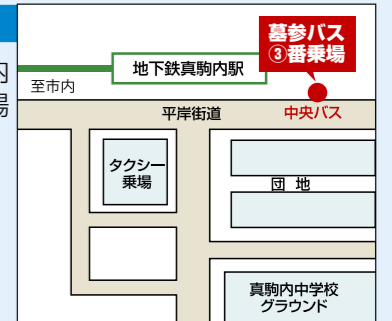 内
場
墓参バス
③番乗場
地下鉄真駒内駅
至市内
平岸街道
中央バス
タクシー
乗場
団 地
真駒内中学校
グラウンド